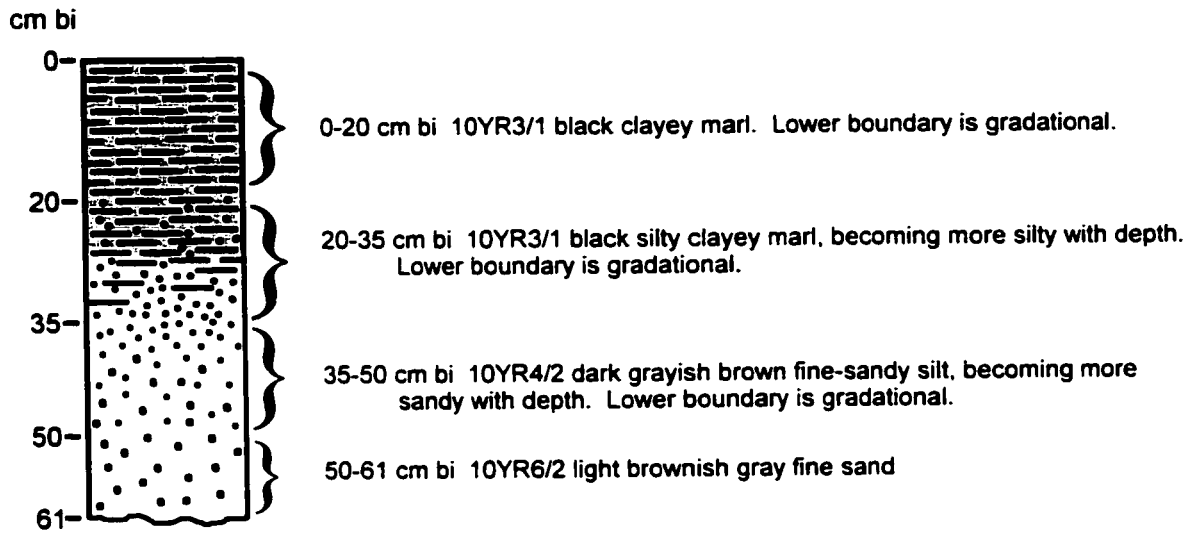 cm bi
0
0-20 cm bi 10YR3/1 black clayey marl. Lower boundary is gradational.
20
20-35 cm bi 10YR3/1 black silty clayey marl, becoming more silty with depth.
Lower boundary is gradational.
35
35-50 cm bi 10YR4/2 dark grayish brown fine-sandy silt, becoming more
sandy with depth. Lower boundary is gradational.
50
50-61 cm bi 10YR6/2 light brownish gray fine sand
61